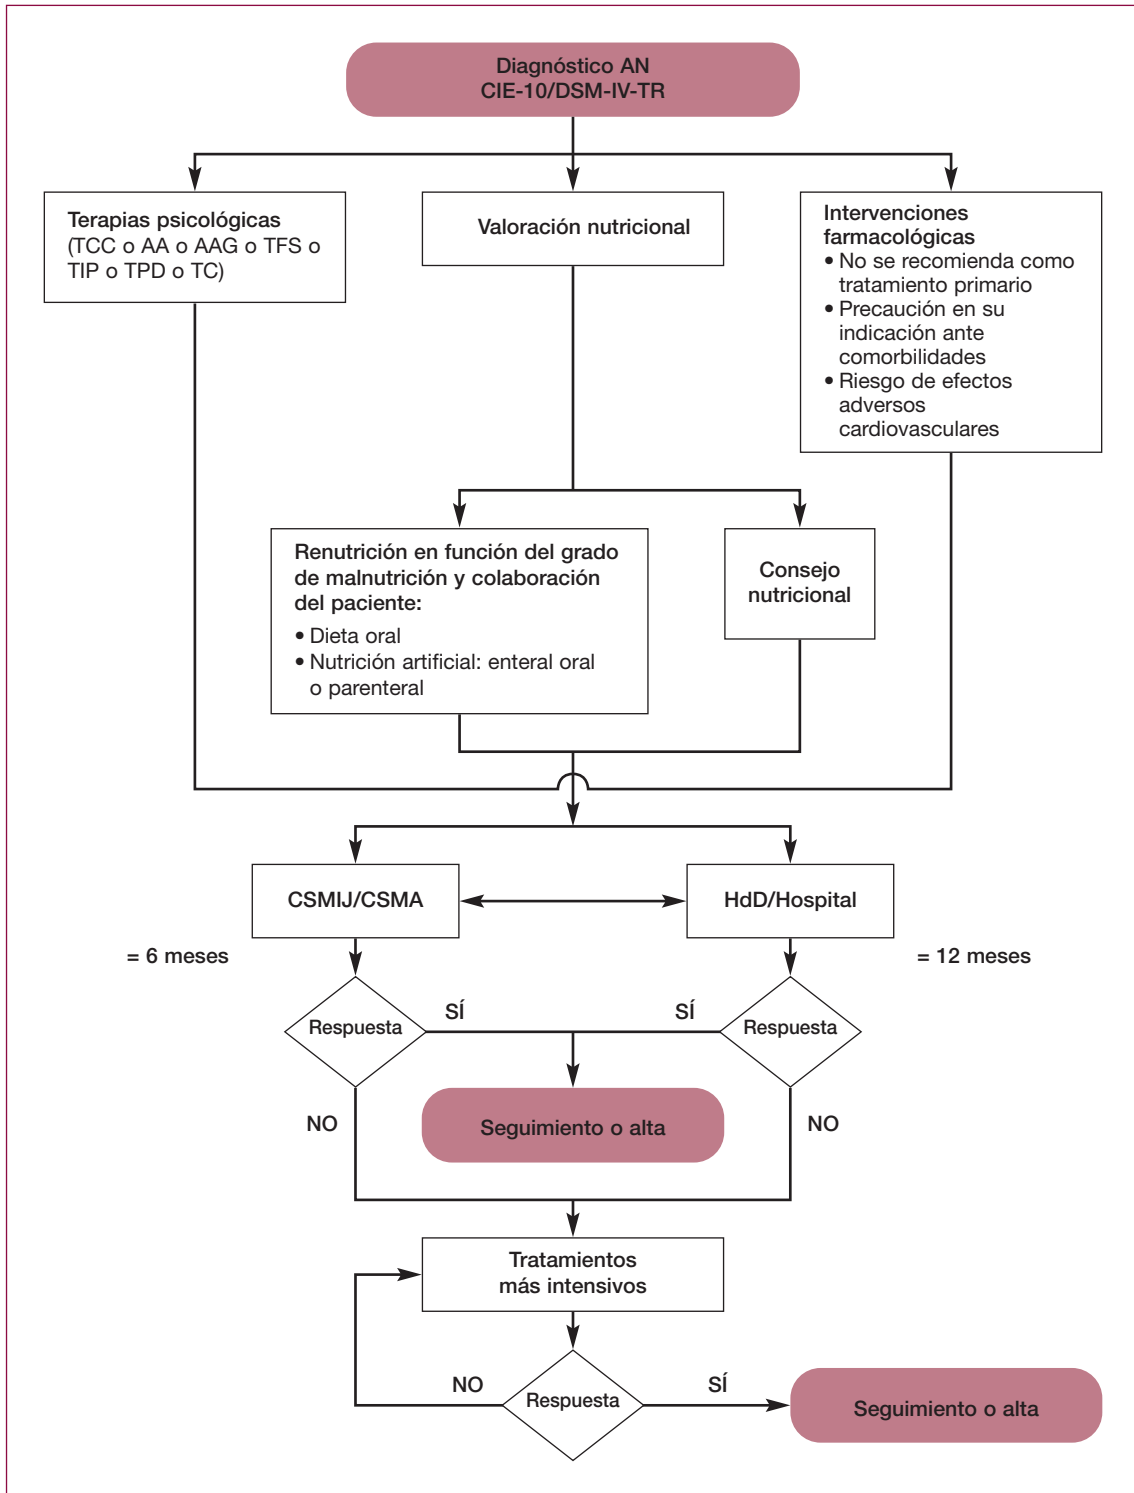 Diagnóstico AN
CIE-10/DSM-IV-TR
Terapias psicológicas
(TCC o AA o AAG o TFS o
TIP o TPD o TC)
Valoración nutricional
Intervenciones
farmacológicas
• No se recomienda como
tratamiento primario
• Precaución en su
indicación ante
comorbilidades
• Riesgo de efectos
adversos
cardiovasculares
Renutrición en función del grado
de malnutrición y colaboración
del paciente:
• Dieta oral
• Nutrición artificial: enteral oral
o parenteral
Consejo
nutricional
CSMIJ/CSMA
HdD/Hospital
= 6 meses
= 12 meses
Respuesta
SÍ
SÍ
Respuesta
NO
Seguimiento o alta
NO
Tratamientos
más intensivos
NO
Respuesta
SÍ
Seguimiento o alta